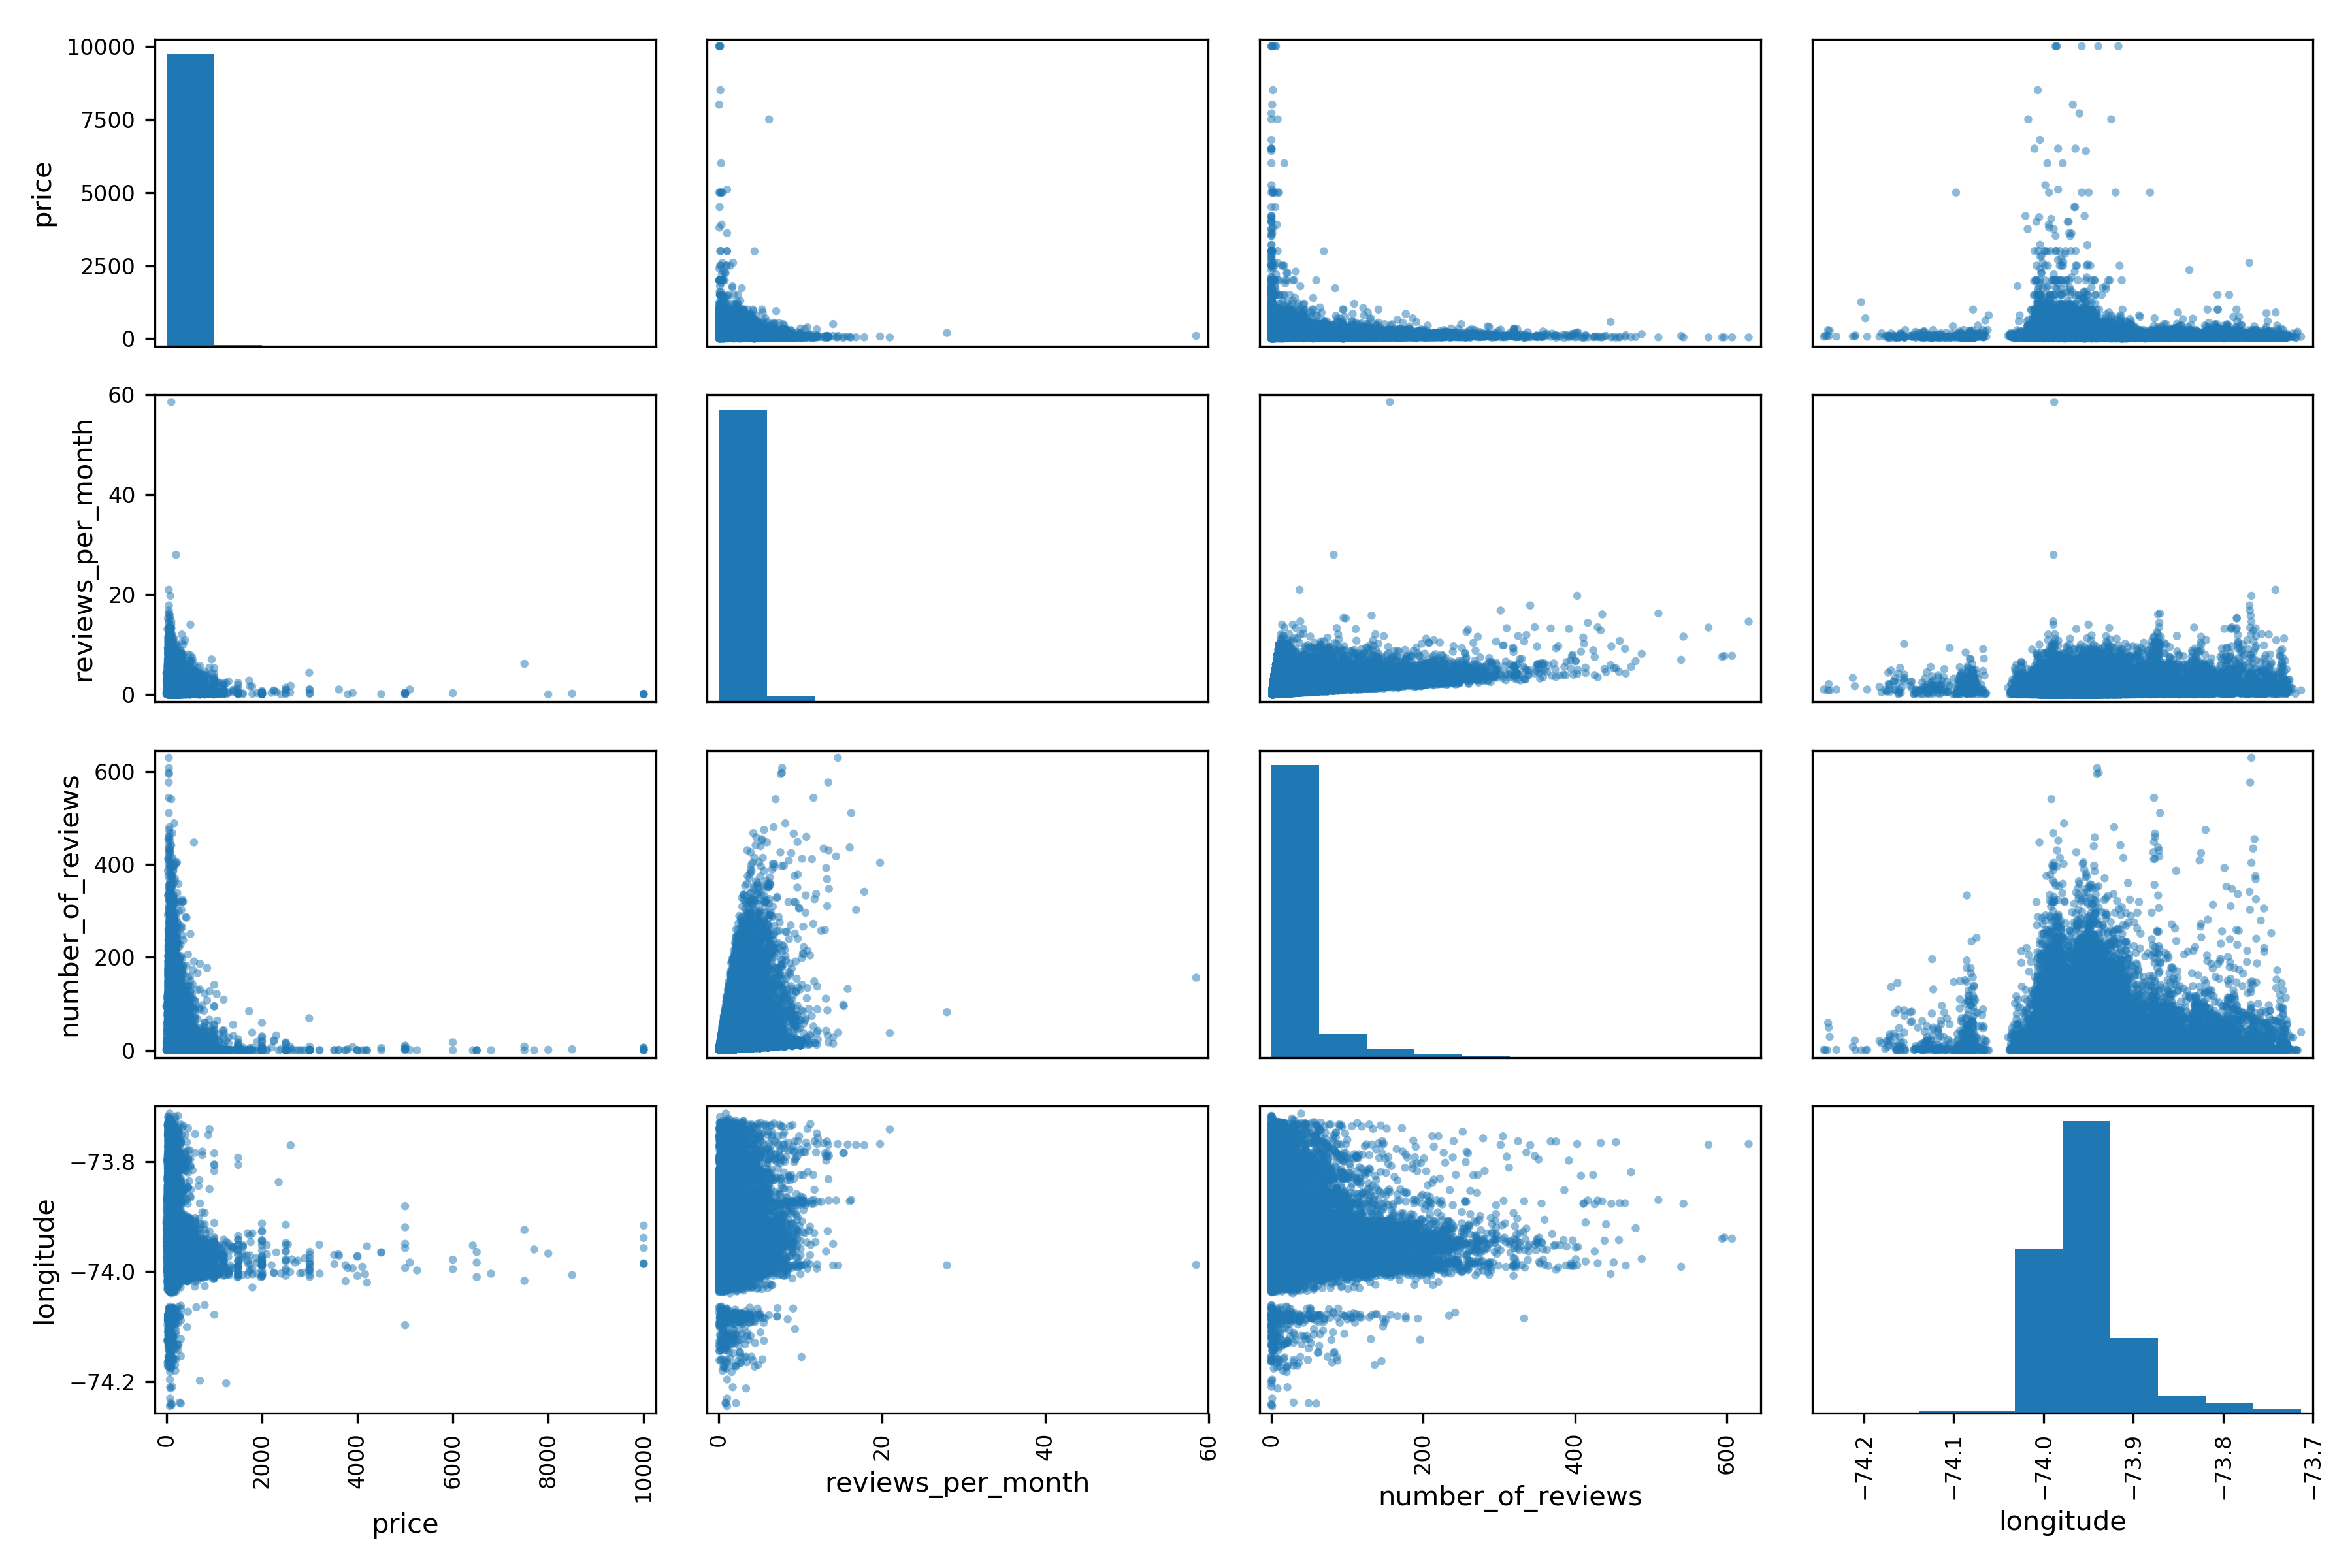 10000
7500
5000
2500
0
price
60
40
20
0
reviews_per_month
600
400
200
0
number_of_reviews
−73.8
−74.0
−74.2
longitude
0 2000 4000 6000 8000 10000
price
0 20 40 60
reviews_per_month
0 200 400 600
number_of_reviews
−74.2 −74.1 −74.0 −73.9 −73.8 −73.7
longitude